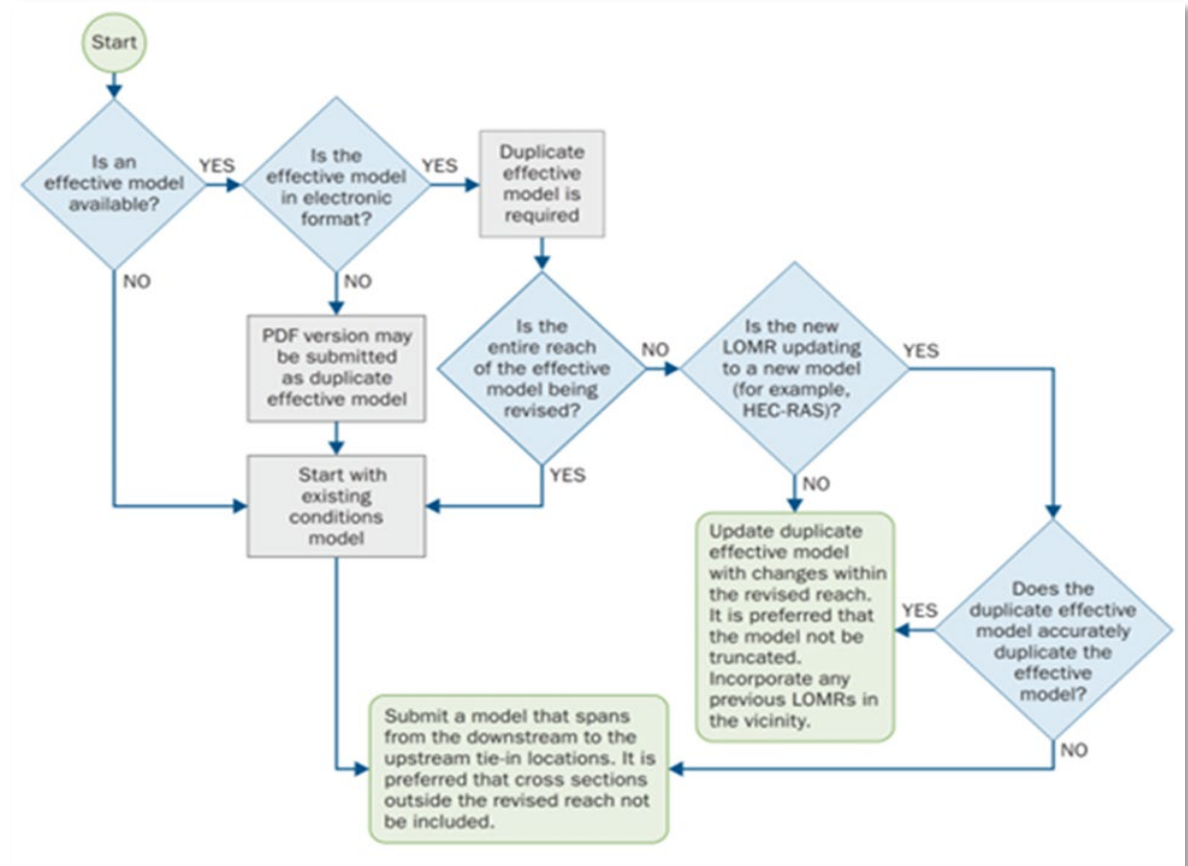 Start
Is an
effective model
available?
YES
NO
Is the
effective model
in electronic
format?
YES
NO
Duplicate
effective
model is
required
PDF version may
be submitted
as duplicate
effective model
Start with
existing
conditions
model
Is the
entire reach
of the effective
model being
revised?
NO
YES
Is the new
LOMR updating
to a new model
(for example,
HEC-RAS)?
YES
NO
Update duplicate
effective model
with changes within
the revised reach.
It is preferred that
the model not be
truncated.
Incorporate any
previous LOMRs in
the vicinity.
Does the
duplicate effective
model accurately
duplicate the
effective
model?
YES
NO
Submit a model that spans
from the downstream to the
upstream tie-in locations. It is
preferred that cross sections
outside the revised reach not
be included.